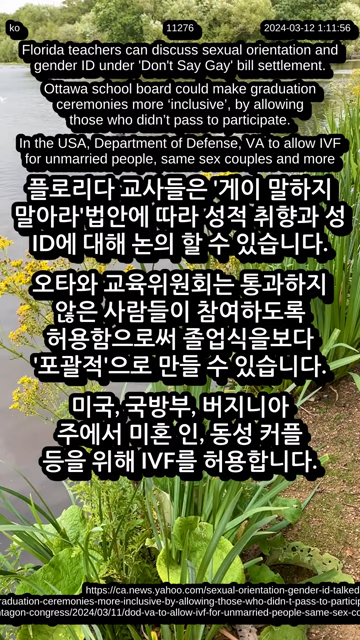 ko 11276 2024-03-12 1:11:56
Florida teachers can discuss sexual orientation and
gender ID under 'Don't Say Gay' bill settlement.
Ottawa school board could make graduation
ceremonies more ‘inclusive’, by allowing
those who didn’t pass to participate.
In the USA, Department of Defense, VA to allow IVF
for unmarried people, same sex couples and more
플로리다 교사들은 '게이 말하지
말아라'법안에 따라 성적 취향과 성
ID에 대해 논의 할 수 있습니다.
오타와 교육위원회는 통과하지
않은 사람들이 참여하도록
허용함으로써 졸업식을보다
'포괄적'으로 만들 수 있습니다.
미국, 국방부, 버지니아
주에서 미혼 인, 동성 커플
등을 위해 IVF를 허용합니다.
https://ca.news.yahoo.com/sexual-orientation-gender-id-talked
raduation-ceremonies-more-inclusive-by-allowing-those-who-didn-t-pass-to-particip
ntagon-congress/2024/03/11/dod-va-to-allow-ivf-for-unmarried-people-same-sex-co